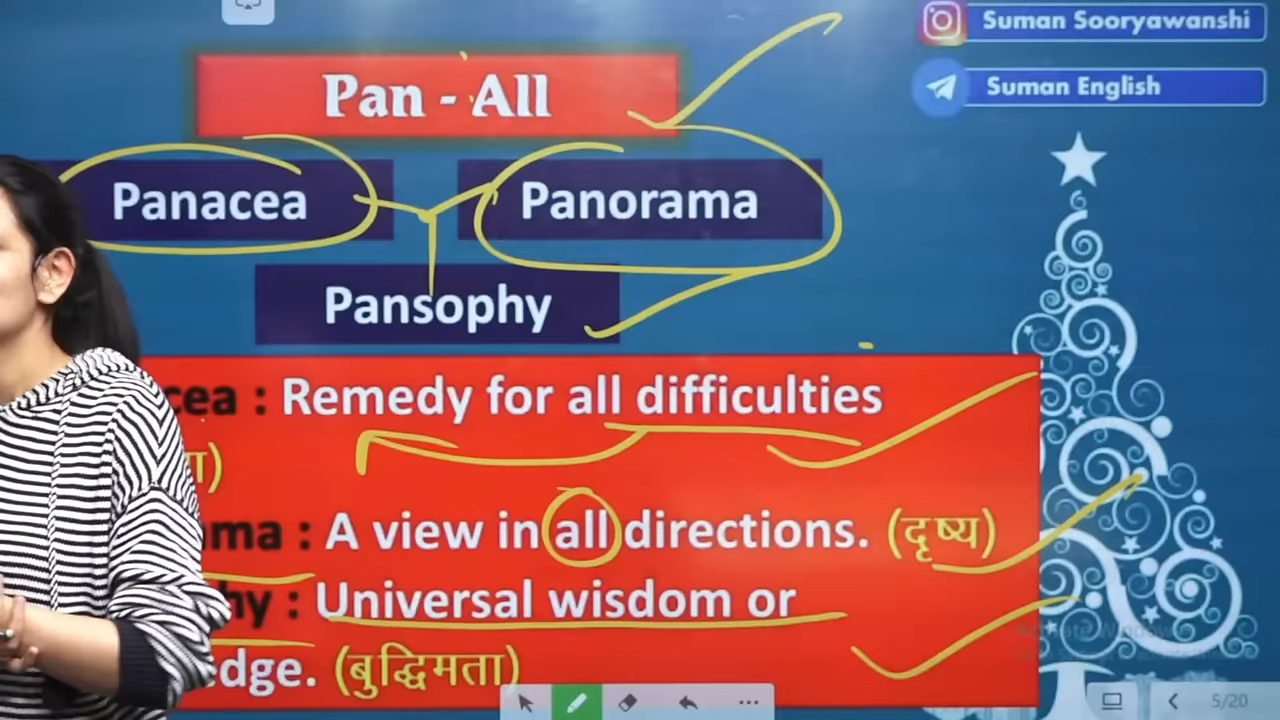 Suman Sooryawanshi
Suman English
Pan - All
Panacea
Panorama
Pansophy
cea : Remedy for all difficulties
ता)
ama : A view in all directions. (दृष्य)
hy : Universal wisdom or
edge. (बुद्धिमता)
5/20